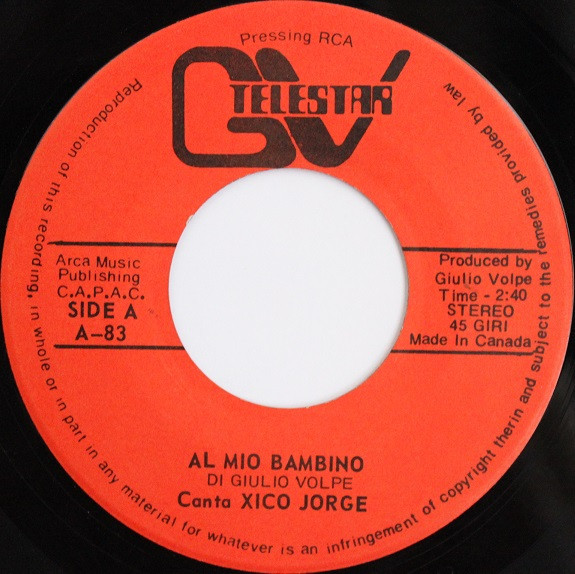 Pressing RCA
GV
TELESTAR
Arca Music
Publishing
C.A.P.A.C.
SIDE A
A-83
Produced by
Giulio Volpe
Time - 2:40
STEREO
45 GIRI
Made In Canada
AL MIO BAMBINO
DI GIULIO VOLPE
Canta XICO JORGE
Reproduction of this recording, in whole or in part in any material for whatever is an infringement of copyright therin and subject to the remedies provided by law